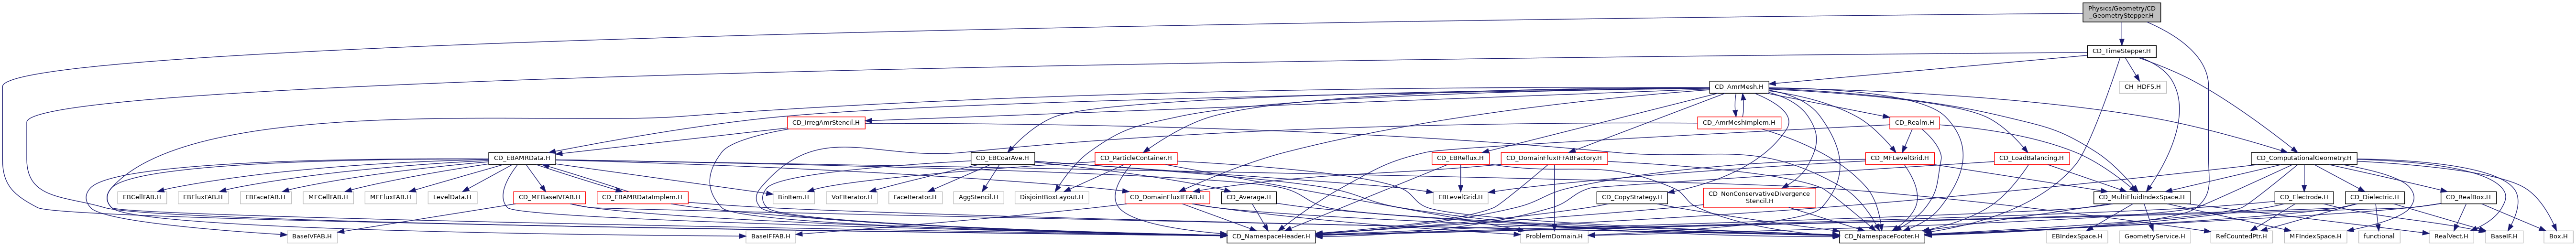 Physics/Geometry/CD
_GeometryStepper.H
CD_TimeStepper.H
CD_AmrMesh.H
CH_HDF5.H
CD_IrregAmrStencil.H
CD_AmrMeshImplem.H
CD_Realm.H
CD_EBAMRData.H
CD_EBCoarAve.H
CD_ParticleContainer.H
CD_EBReflux.H
CD_DomainFluxIFFABFactory.H
CD_MFLevelGrid.H
CD_LoadBalancing.H
CD_ComputationalGeometry.H
EBCellFAB.H
EBFluxFAB.H
EBFaceFAB.H
MFCellFAB.H
MFFluxFAB.H
LevelData.H
CD_MFBaseIVFAB.H
CD_EBAMRDataImplem.H
BinItem.H
VoFIterator.H
FaceIterator.H
AggStencil.H
DisjointBoxLayout.H
CD_DomainFluxIFFAB.H
CD_Average.H
EBLevelGrid.H
CD_CopyStrategy.H
CD_NonConservativeDivergence
Stencil.H
CD_MultiFluidIndexSpace.H
CD_Electrode.H
CD_Dielectric.H
CD_RealBox.H
BaseIVFAB.H
BaseIFFAB.H
CD_NamespaceHeader.H
ProblemDomain.H
CD_NamespaceFooter.H
EBIndexSpace.H
GeometryService.H
RefCountedPtr.H
MFIndexSpace.H
functional
RealVect.H
BaseIF.H
Box.H